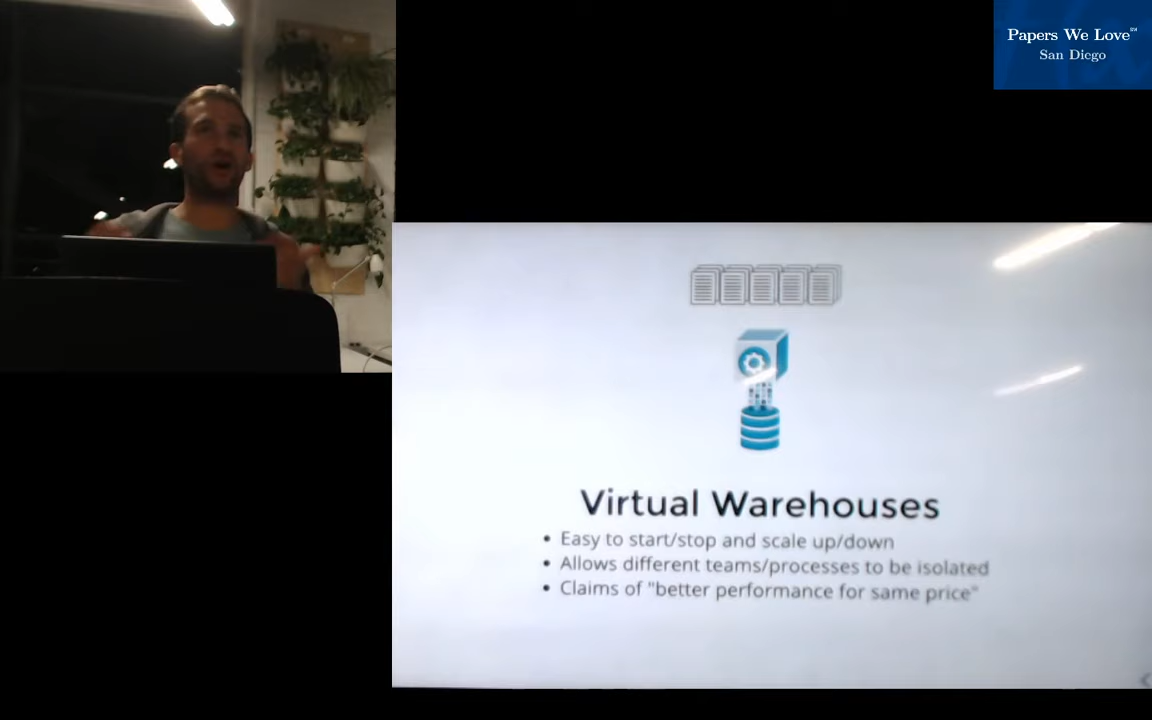 Papers We Love℠
San Diego
Virtual Warehouses
• Easy to start/stop and scale up/down
• Allows different teams/processes to be isolated
• Claims of "better performance for same price"